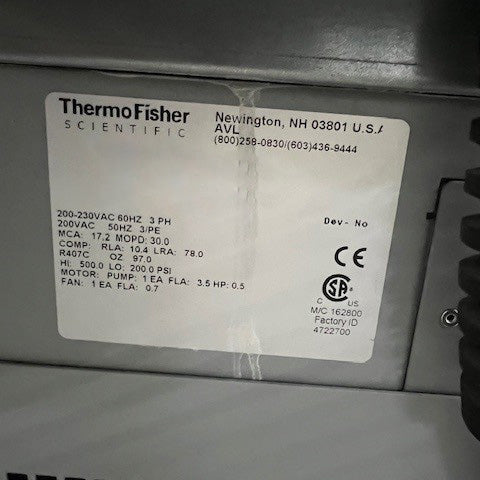 ThermoFisher
SCIENTIFIC
Newington, NH 03801 U.S.A
AVL
(800)258-0830/(603)436-9444
200-230VAC 60HZ 3 PH
200VAC 50HZ 3/PE
MCA: 17.2 MOPD: 30.0
COMP: RLA: 10.4 LRA: 78.0
R407C OZ 97.0
HI: 500.0 LO: 200.0 PSI
MOTOR: PUMP: 1 EA FLA: 3.5 HP: 0.5
FAN: 1 EA FLA: 0.7
Dev- No
CE
SA
C US
M/C 162800
Factory ID
4722700